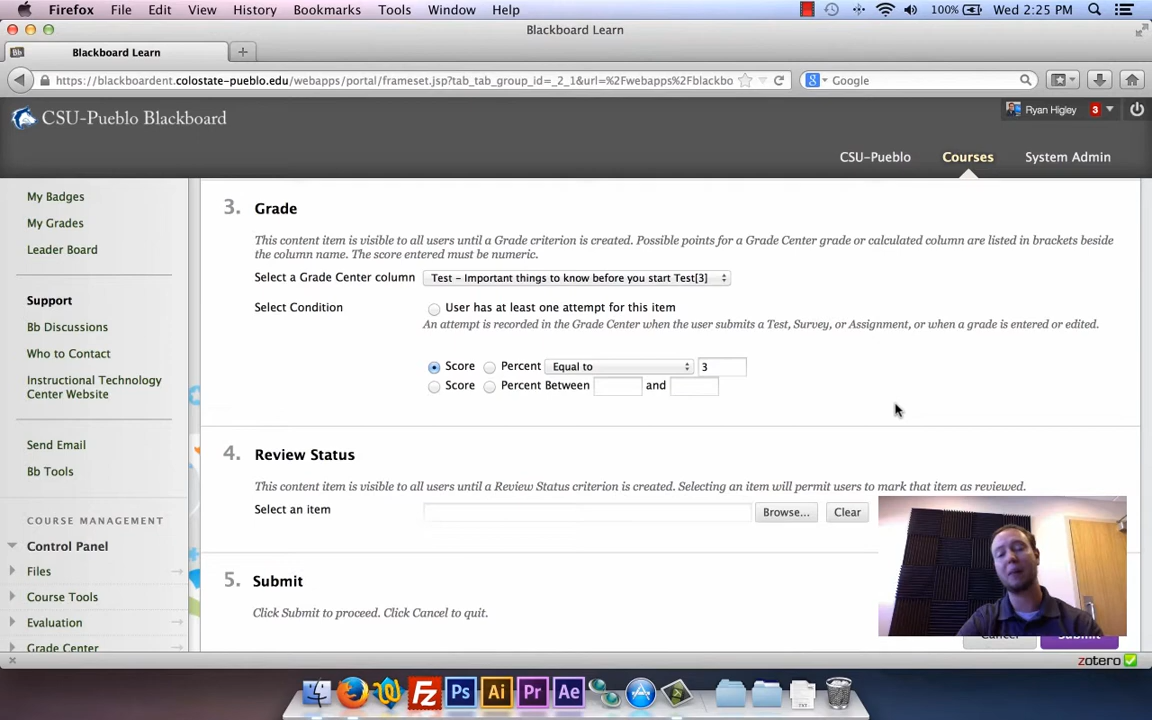 Firefox File Edit View History Bookmarks Tools Window Help 100% Wed 2:25 PM
Blackboard Learn
Bb Blackboard Learn
https://blackboardent.colostate-pueblo.edu/webapps/portal/frameset.jsp?tab_tab_group_id=_2_1&url=%2Fwebapps%2Fblackbo Google
CSU-Pueblo Blackboard
Ryan Higley 3
CSU-Pueblo Courses System Admin
My Badges
My Grades
Leader Board
Support
Bb Discussions
Who to Contact
Instructional Technology
Center Website
Send Email
Bb Tools
COURSE MANAGEMENT
Control Panel
Files
Course Tools
Evaluation
Grade Center
3. Grade
This content item is visible to all users until a Grade criterion is created. Possible points for a Grade Center grade or calculated column are listed in brackets beside
the column name. The score entered must be numeric.
Select a Grade Center column Test - Important things to know before you start Test[3]
Select Condition User has at least one attempt for this item
An attempt is recorded in the Grade Center when the user submits a Test, Survey, or Assignment, or when a grade is entered or edited.
Score Percent Equal to 3
Score Percent Between and
4. Review Status
This content item is visible to all users until a Review Status criterion is created. Selecting an item will permit users to mark that item as reviewed.
Select an item Browse... Clear
5. Submit
Click Submit to proceed. Click Cancel to quit.
Cancel Submit
zotero
Fz Ps Ai Pr Ae